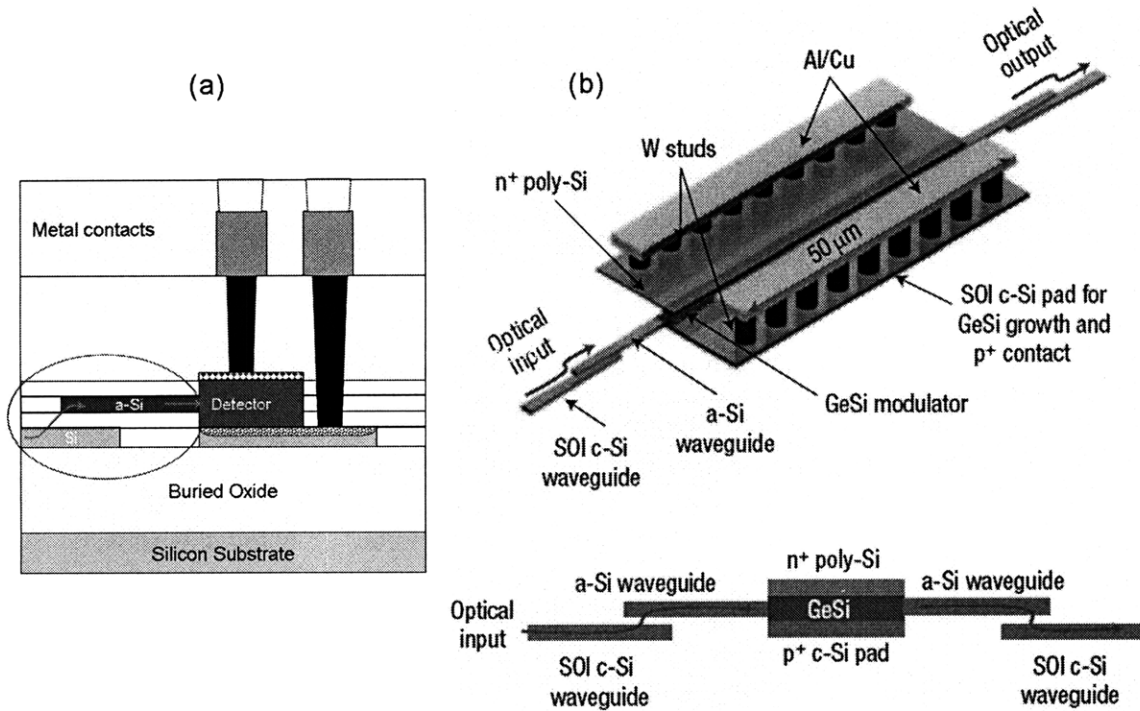 (a)
Metal contacts
a-Si
Detector
Si
Buried Oxide
Silicon Substrate
(b)
Optical
output
Al/Cu
W studs
n⁺ poly-Si
50 μm
SOI c-Si pad for
GeSi growth and
p⁺ contact
Optical
input
GeSi modulator
a-Si
waveguide
SOI c-Si
waveguide
n⁺ poly-Si
a-Si waveguide
a-Si waveguide
Optical
input
GeSi
SOI c-Si
waveguide
p⁺ c-Si pad
SOI c-Si
waveguide